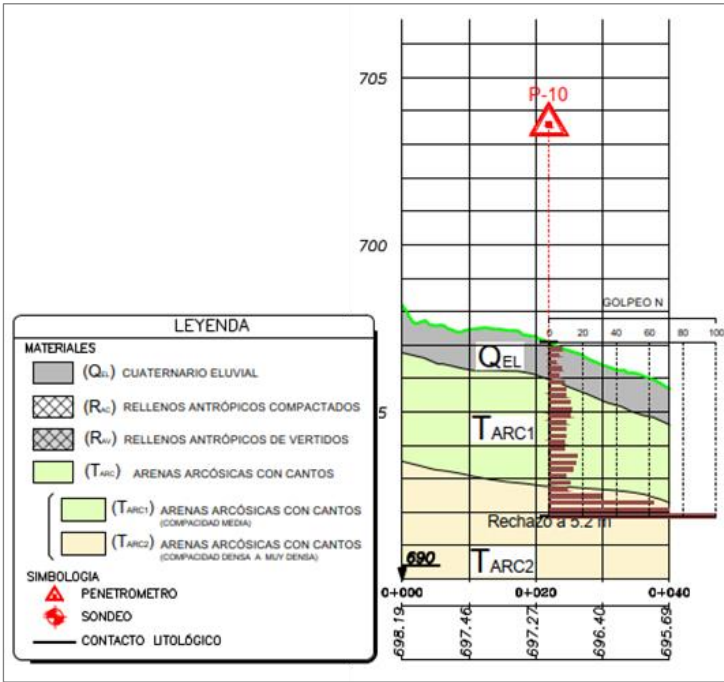 705
P-10
700
GOLPEO N
0 20 40 60 80 100
LEYENDA
MATERIALES
(QEL) CUATERNARIO ELUVIAL
(RAC) RELLENOS ANTRÓPICOS COMPACTADOS
(RAV) RELLENOS ANTRÓPICOS DE VERTIDOS
(TARC) ARENAS ARCÓSICAS CON CANTOS
(TARC1) ARENAS ARCÓSICAS CON CANTOS
(COMPACIDAD MEDIA)
(TARC2) ARENAS ARCÓSICAS CON CANTOS
(COMPACIDAD DENSA A MUY DENSA)
SIMBOLOGIA
PENETROMETRO
SONDEO
CONTACTO LITOLÓGICO
QEL
5
TARC1
Rechazo a 5.2 m
690
TARC2
0+000 0+020 0+040
698.19 697.46 697.27 696.40 695.69